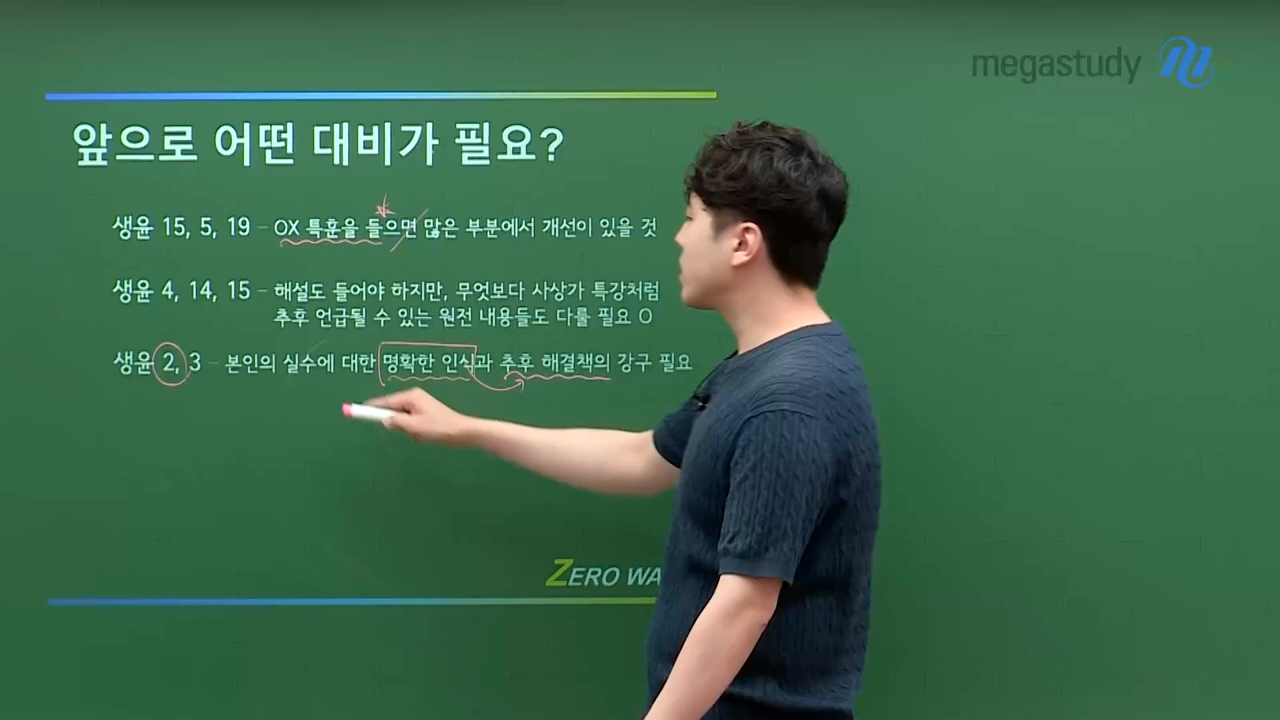 megastudy
앞으로 어떤 대비가 필요?
생윤 15, 5, 19 – OX 특훈을 들으면 많은 부분에서 개선이 있을 것
생윤 4, 14, 15 – 해설도 들어야 하지만, 무엇보다 사상가 특강처럼
추후 언급될 수 있는 원전 내용들도 다룰 필요 O
생윤 2, 3 – 본인의 실수에 대한 명확한 인식과 추후 해결책의 강구 필요
ZERO WA